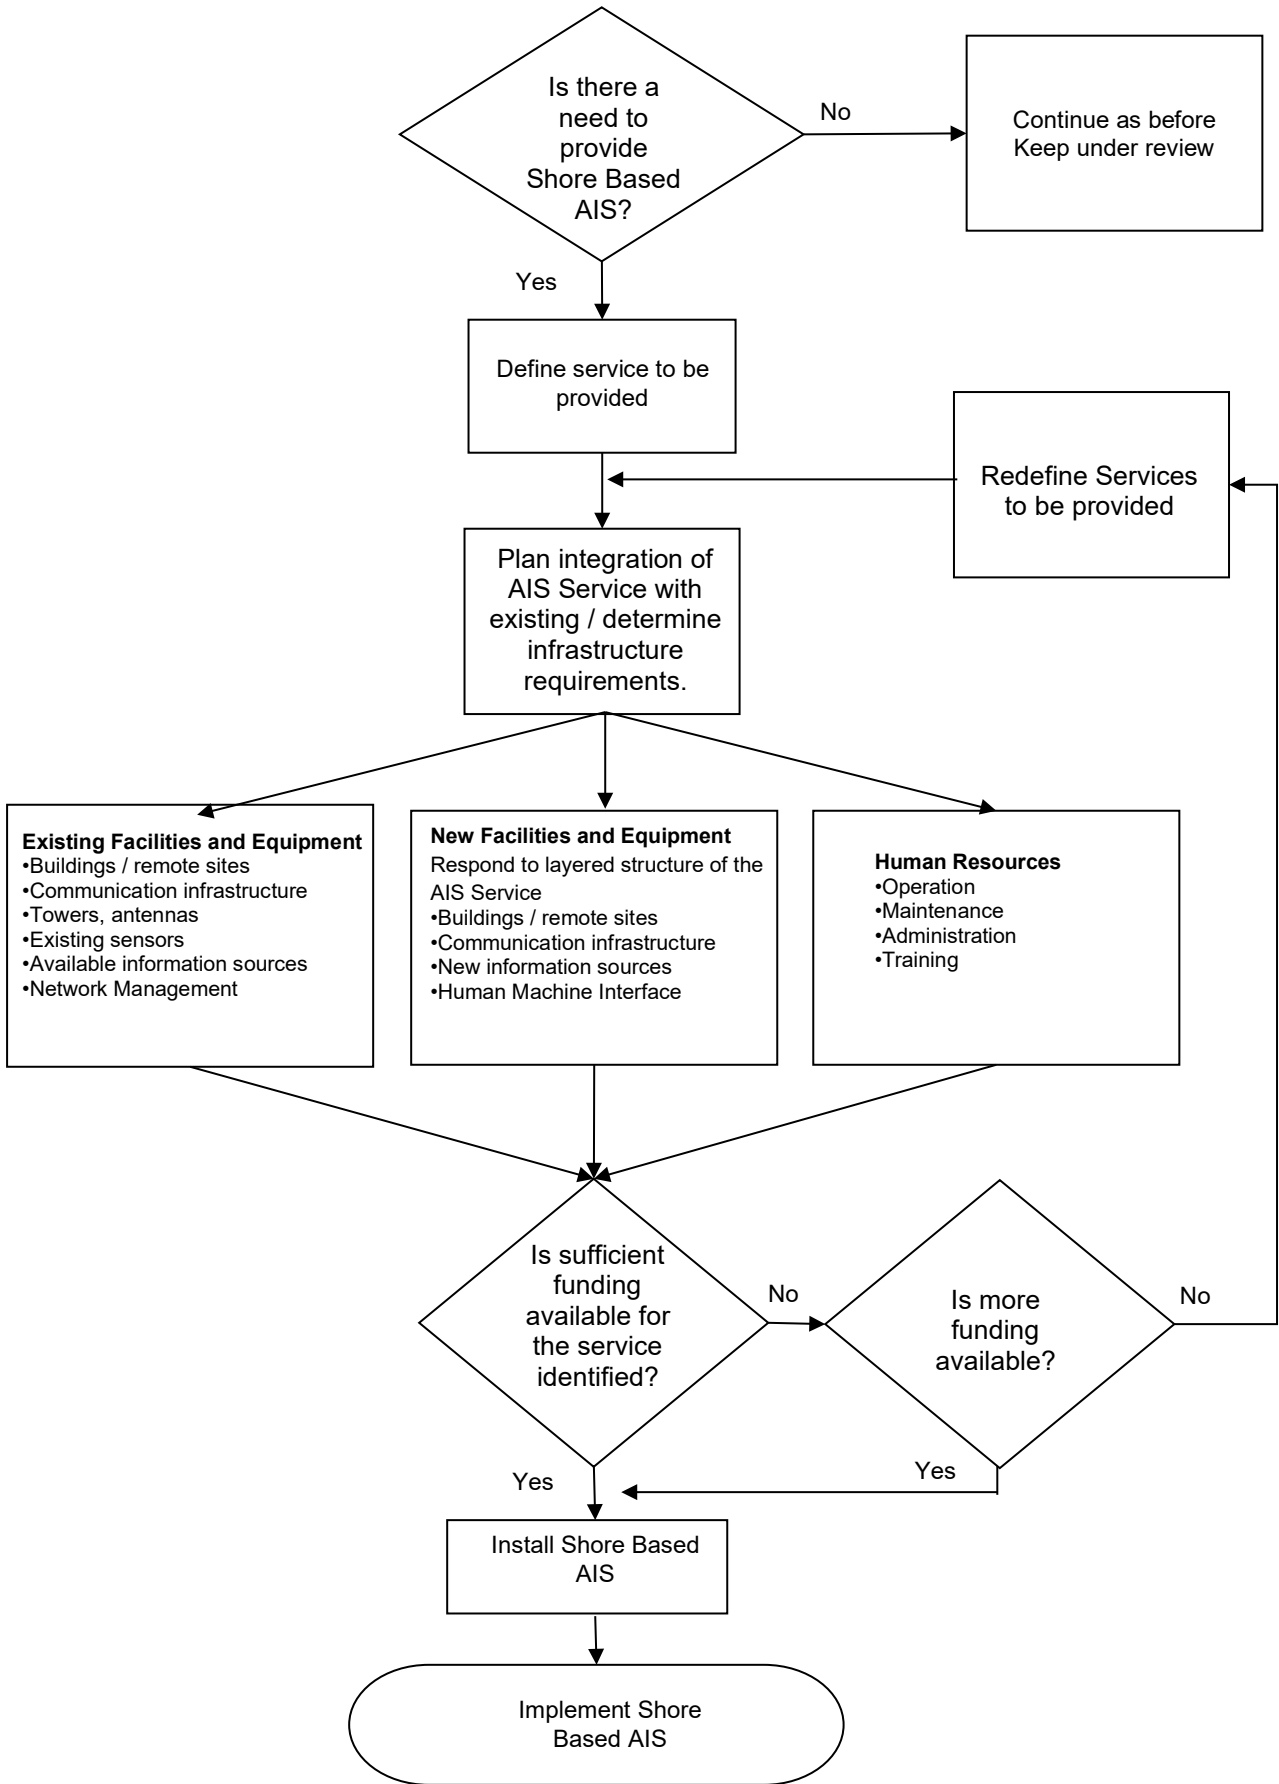 Is there a
need to
provide
Shore Based
AIS?
No
Continue as before
Keep under review
Yes
Define service to be
provided
Redefine Services
to be provided
Plan integration of
AIS Service with
existing / determine
infrastructure
requirements.
Existing Facilities and Equipment
•Buildings / remote sites
•Communication infrastructure
•Towers, antennas
•Existing sensors
•Available information sources
•Network Management
New Facilities and Equipment
Respond to layered structure of the
AIS Service
•Buildings / remote sites
•Communication infrastructure
•New information sources
•Human Machine Interface
Human Resources
•Operation
•Maintenance
•Administration
•Training
Is sufficient
funding
available for
the service
identified?
No
Is more
funding
available?
No
Yes
Yes
Install Shore Based
AIS
Implement Shore
Based AIS